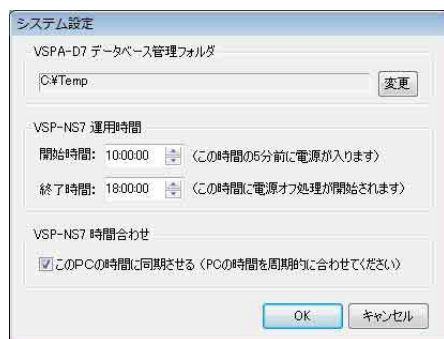 システム設定
VSPA-D7 データベース管理フォルダ
C:¥Temp
変更
VSP-NS7 運用時間
開始時間: 10:00:00 (この時間の5分前に電源が入ります)
終了時間: 18:00:00 (この時間に電源オフ処理が開始されます)
VSP-NS7 時間合わせ
このPCの時間に同期させる (PCの時間を周期的に合わせてください)
OK キャンセル